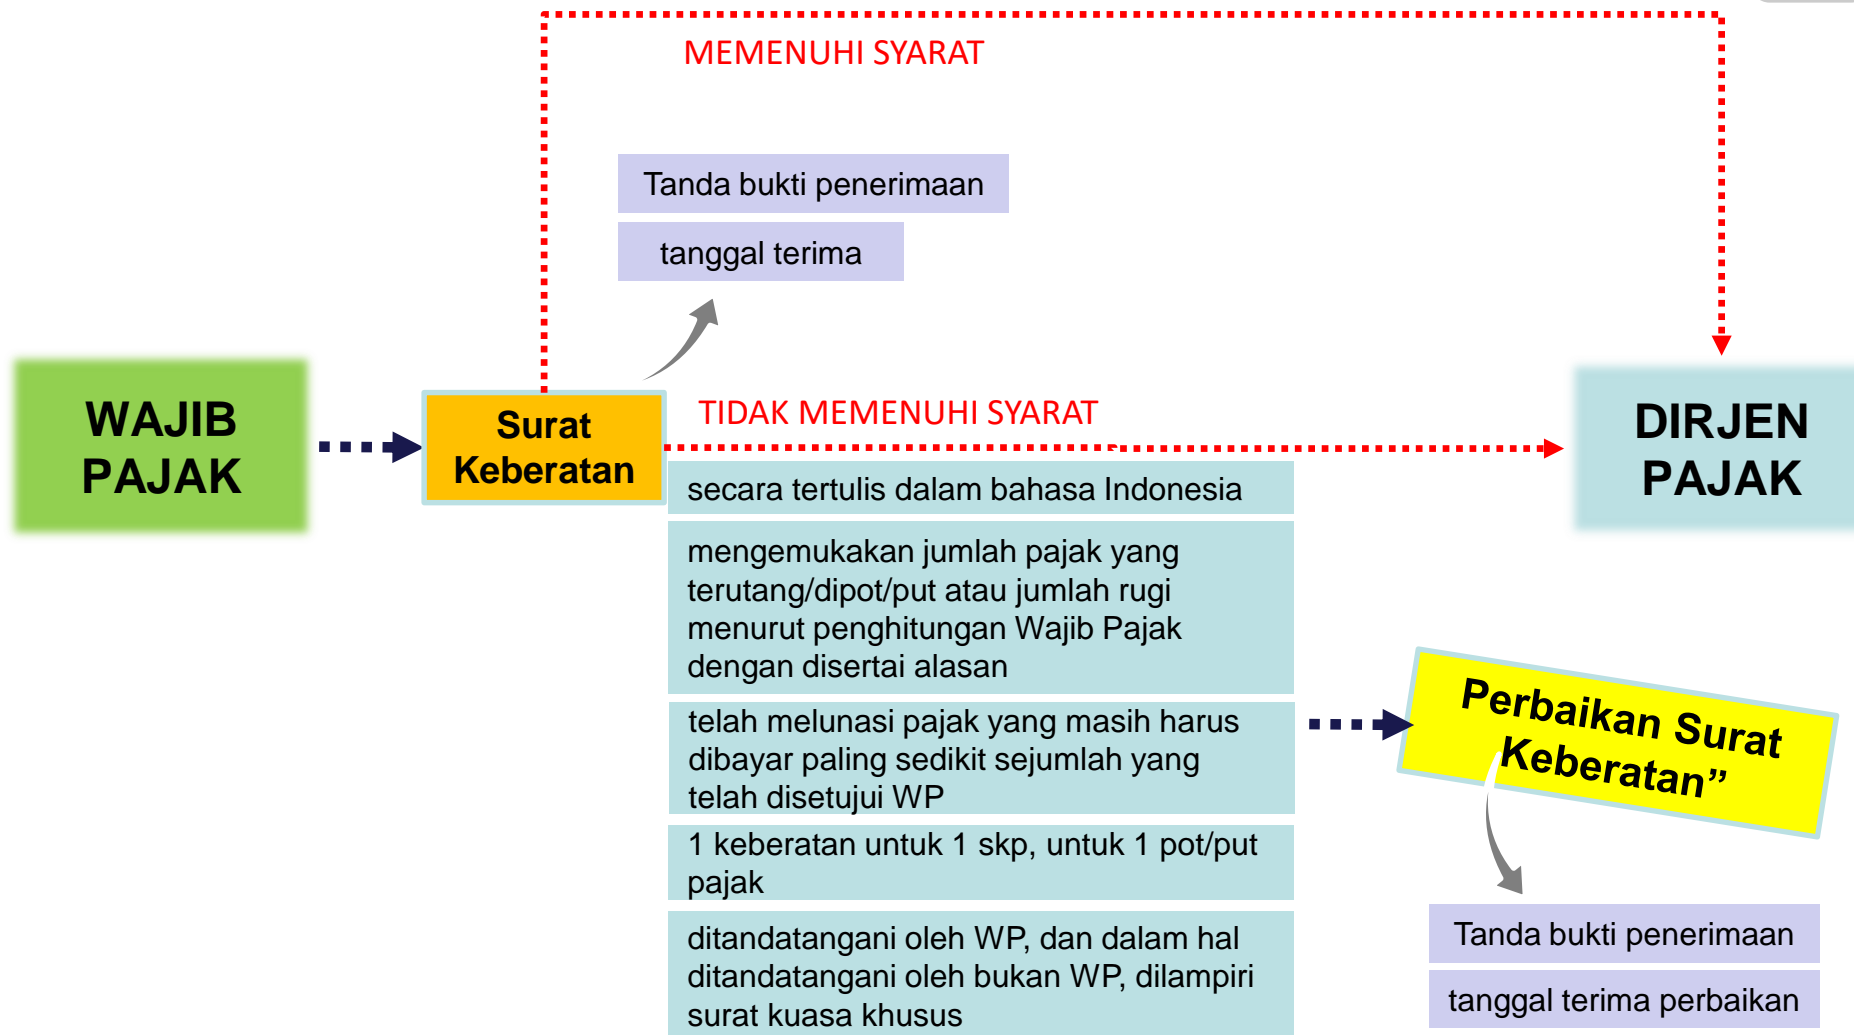 MEMENUHI SYARAT
Tanda bukti penerimaan
tanggal terima
WAJIB
PAJAK
Surat
Keberatan
TIDAK MEMENUHI SYARAT
DIRJEN
PAJAK
secara tertulis dalam bahasa Indonesia
mengemukakan jumlah pajak yang
terutang/dipot/put atau jumlah rugi
menurut penghitungan Wajib Pajak
dengan disertai alasan
telah melunasi pajak yang masih harus
dibayar paling sedikit sejumlah yang
telah disetujui WP
1 keberatan untuk 1 skp, untuk 1 pot/put
pajak
ditandatangani oleh WP, dan dalam hal
ditandatangani oleh bukan WP, dilampiri
surat kuasa khusus
Perbaikan Surat
Keberatan”
Tanda bukti penerimaan
tanggal terima perbaikan